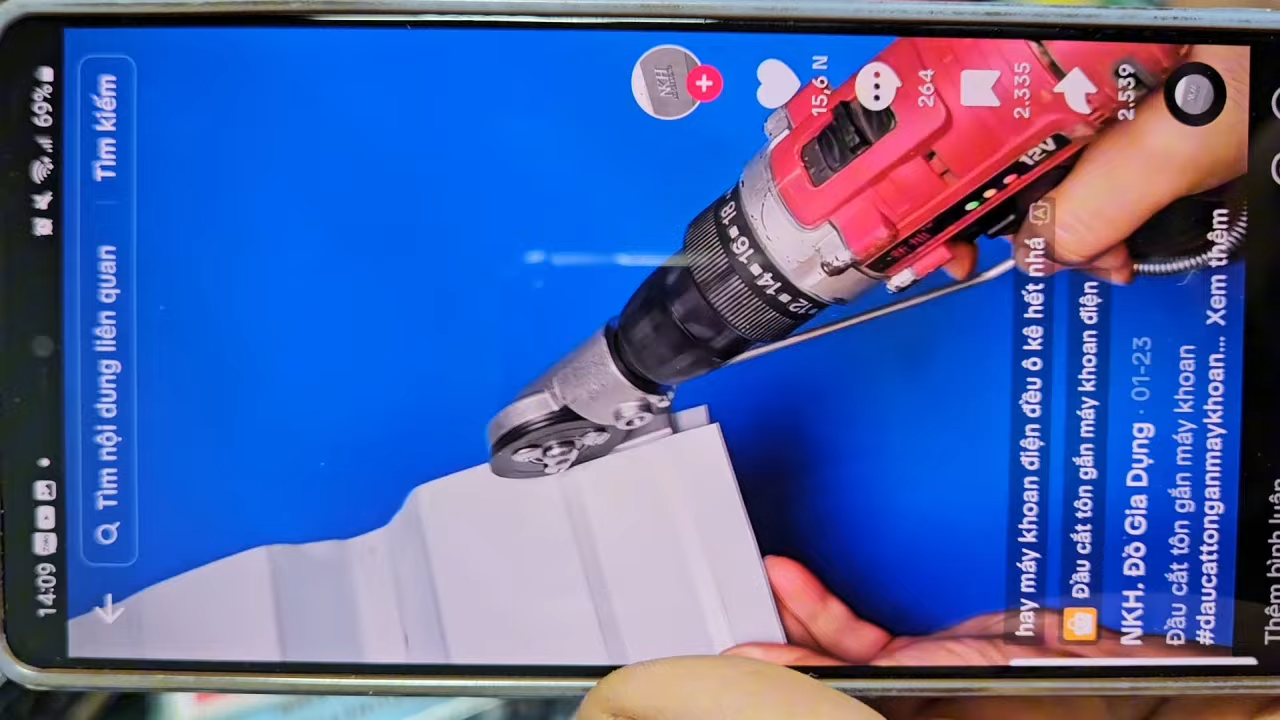 14:09
69%
Tìm nội dung liên quan
Tìm kiếm
NKH
15,6 N
264
2.335
2.539
12V
18
16
14
12
hay máy khoan điện đều ô kê hết nhá
Đầu cắt tôn gắn máy khoan điện
NKH, Đồ Gia Dụng · 01-23
Đầu cắt tôn gắn máy khoan
#daucattonganmaykhoan... Xem thêm
Thêm bình luận